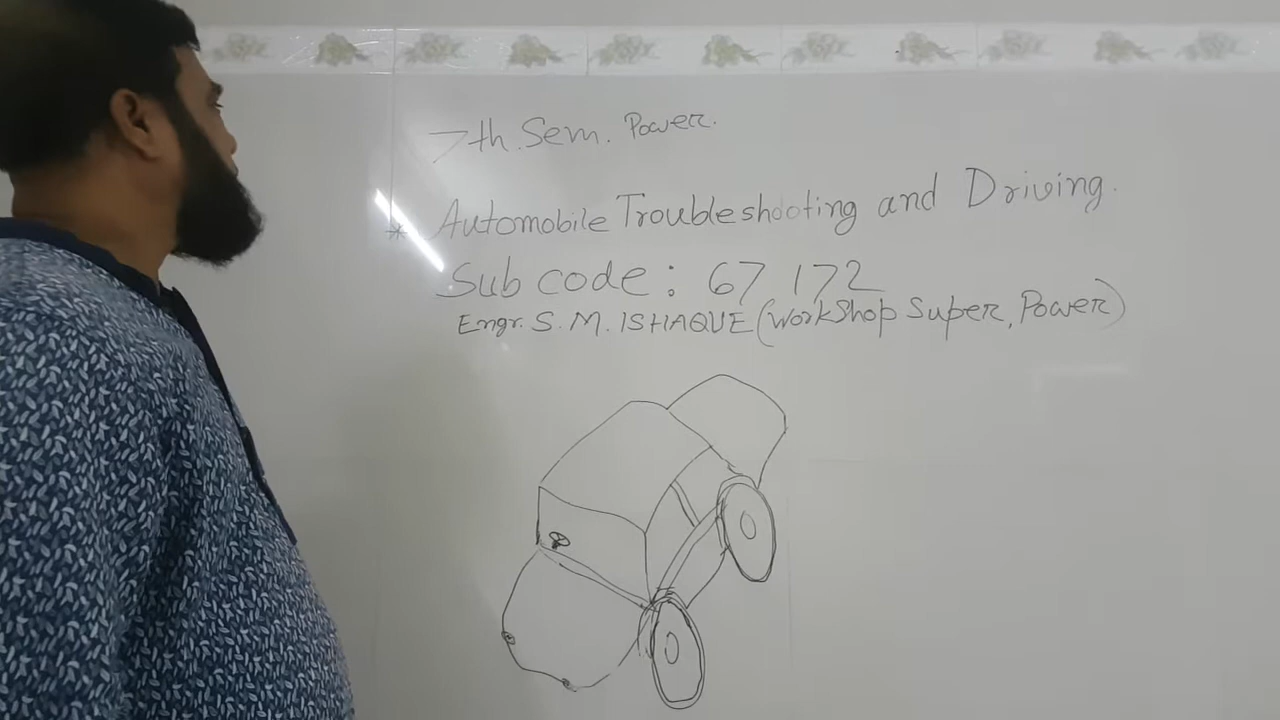 7th. Sem. Power.
* Automobile Troubleshooting and Driving.
Sub code: 67 172
Engr. S. M. ISHAQUE (WorkShop Super, Power)